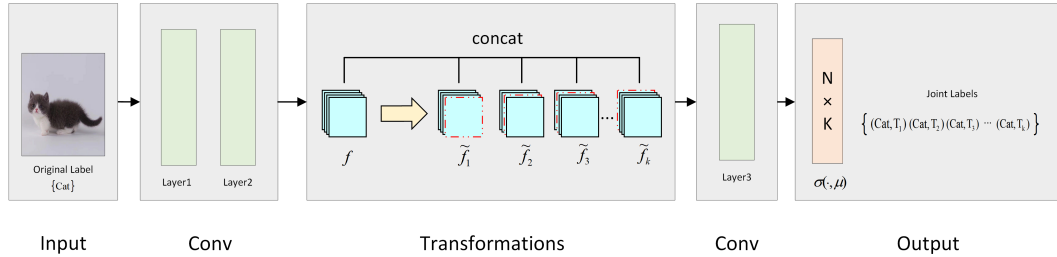 Original Label
{Cat}
Layer1
Layer2
concat
f
f̃₁
f̃₂
f̃₃
...
f̃ₖ
Layer3
N
×
K
σ(·,μ)
Joint Labels
{(Cat,T₁)(Cat,T₂)(Cat,T₃) ··· (Cat,Tₖ)}
Input
Conv
Transformations
Conv
Output